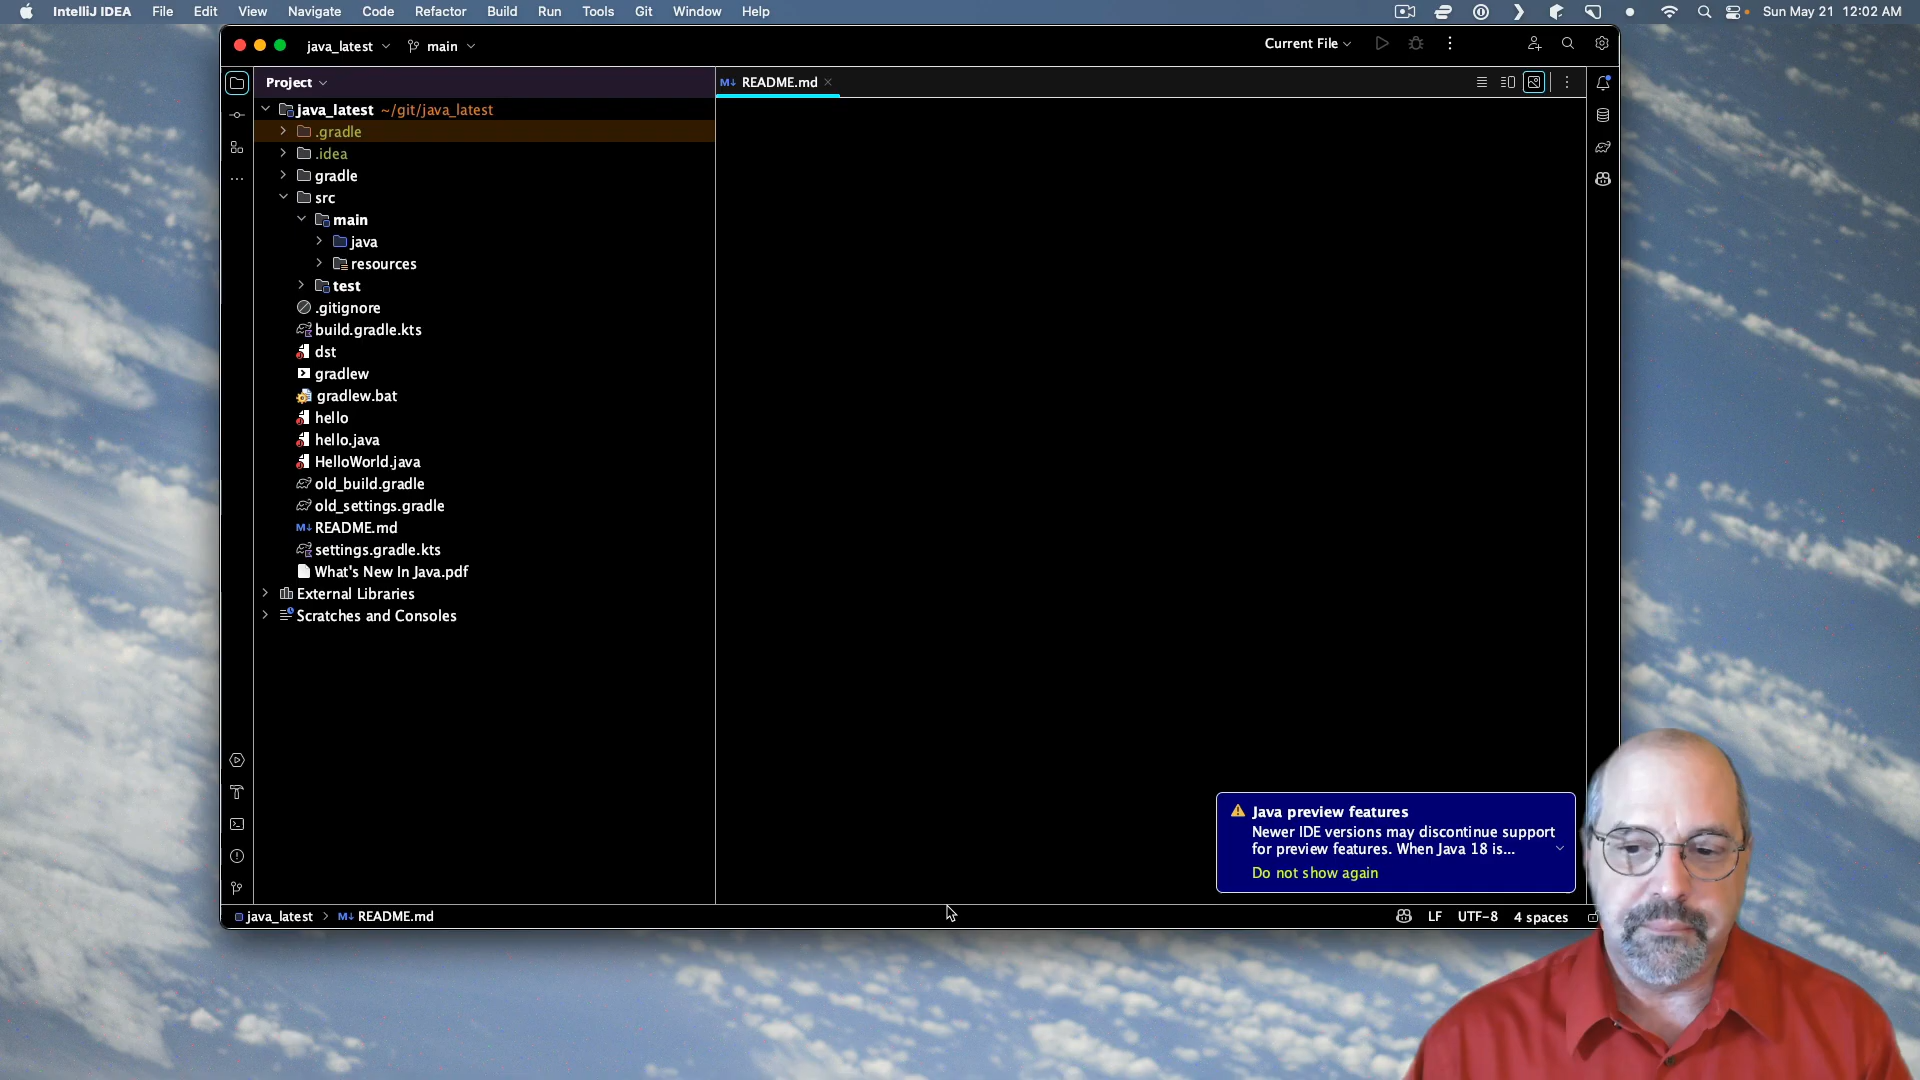 IntelliJ IDEA File Edit View Navigate Code Refactor Build Run Tools Git Window Help Sun May 21 12:02 AM
java_latest main Current File
Project
M↓ README.md
java_latest ~/git/java_latest
.gradle
.idea
gradle
src
main
java
resources
test
.gitignore
build.gradle.kts
dst
gradlew
gradlew.bat
hello
hello.java
HelloWorld.java
old_build.gradle
old_settings.gradle
M↓ README.md
settings.gradle.kts
What's New In Java.pdf
External Libraries
Scratches and Consoles
Java preview features
Newer IDE versions may discontinue support
for preview features. When Java 18 is...
Do not show again
java_latest > M↓ README.md LF UTF-8 4 spaces